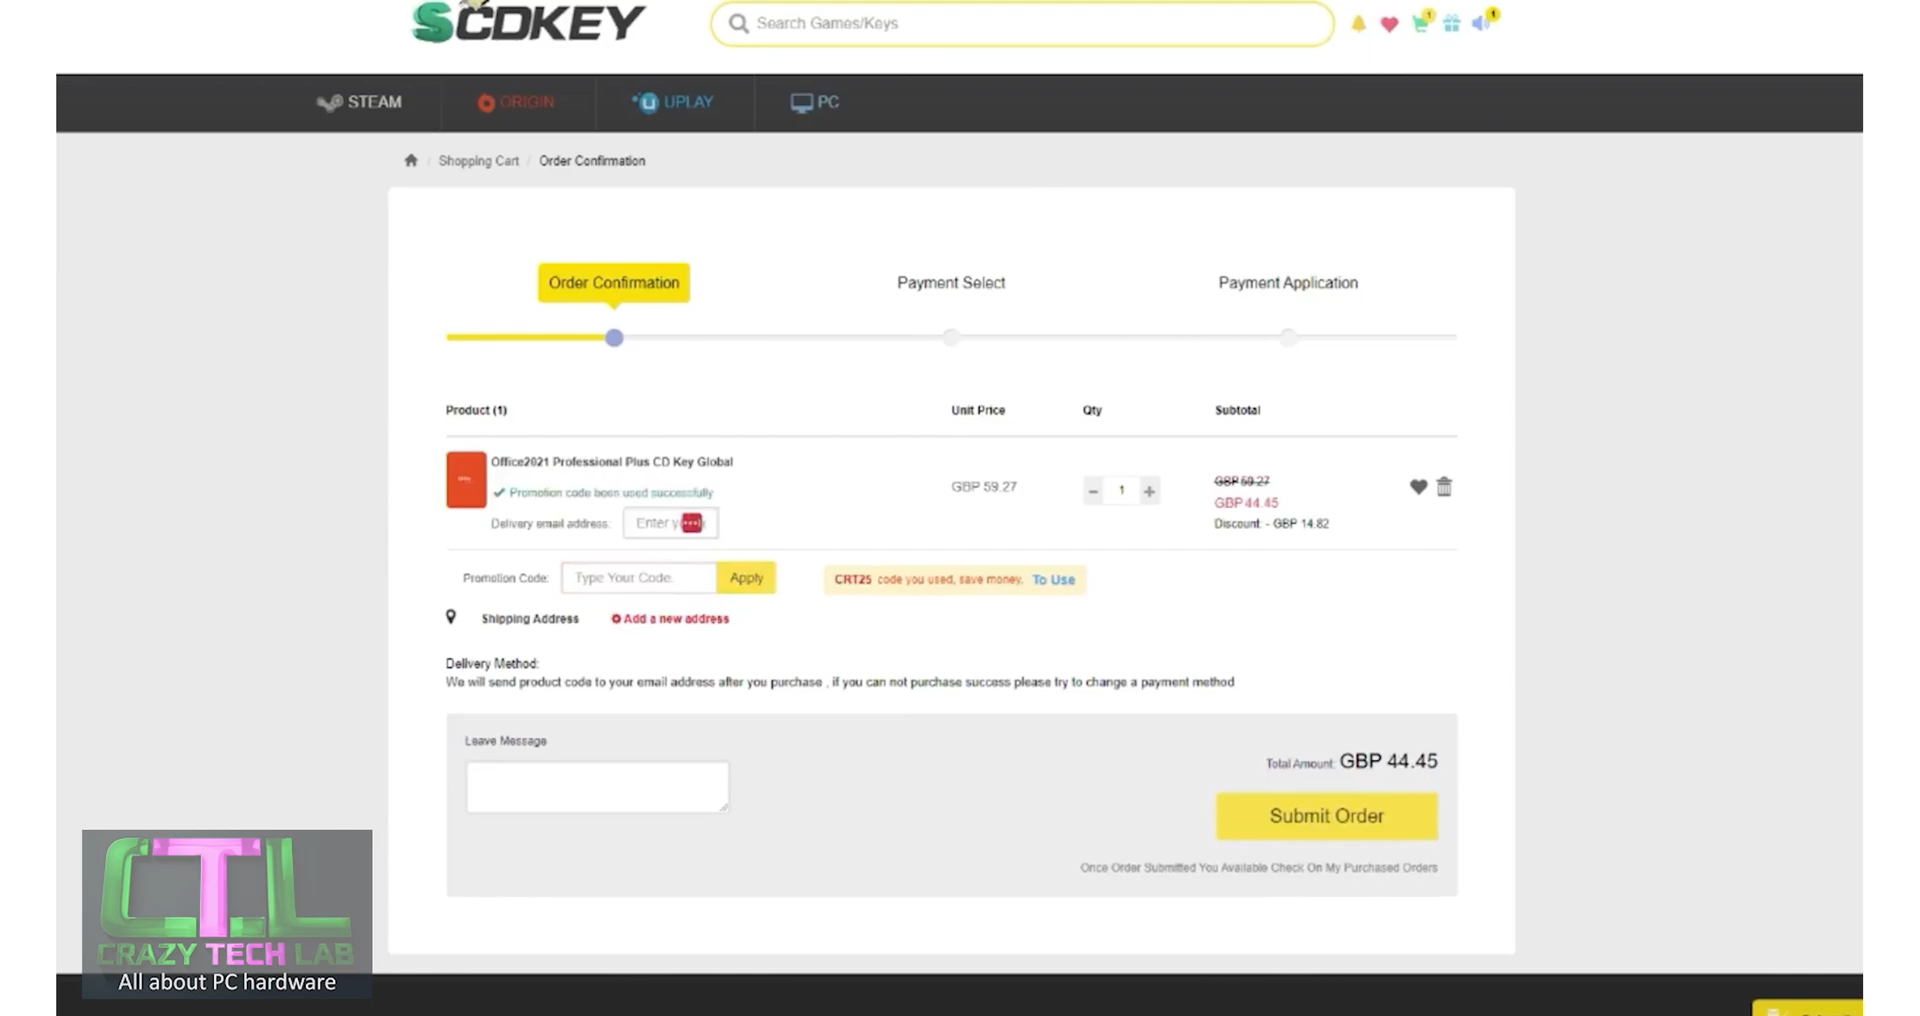 SCDKEY
Search Games/Keys
1
1
STEAM
ORIGIN
UPLAY
PC
/ Shopping Cart / Order Confirmation
Order Confirmation
Payment Select
Payment Application
Product (1)
Unit Price
Qty
Subtotal
Office2021 Professional Plus CD Key Global
Promotion code been used successfully
Delivery email address:
Enter
GBP 59.27
- 1 +
GBP 59.27
GBP 44.45
Discount: - GBP 14.82
Promotion Code:
Type Your Code.
Apply
CRT25 code you used, save money. To Use
Shipping Address
Add a new address
Delivery Method:
We will send product code to your email address after you purchase , if you can not purchase success please try to change a payment method
Leave Message
Total Amount: GBP 44.45
Submit Order
Once Order Submitted You Available Check On My Purchased Orders
CTL
CRAZY TECH LAB
All about PC hardware